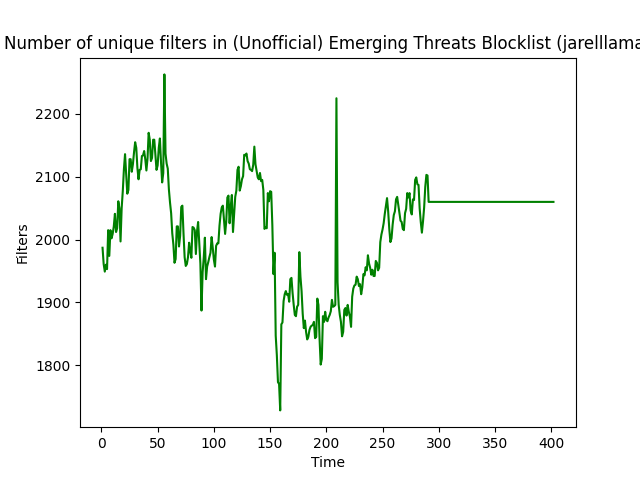 Number of unique filters in (Unofficial) Emerging Threats Blocklist (jarelllama
2200
2100
2000
1900
1800
Filters
0 50 100 150 200 250 300 350 400
Time